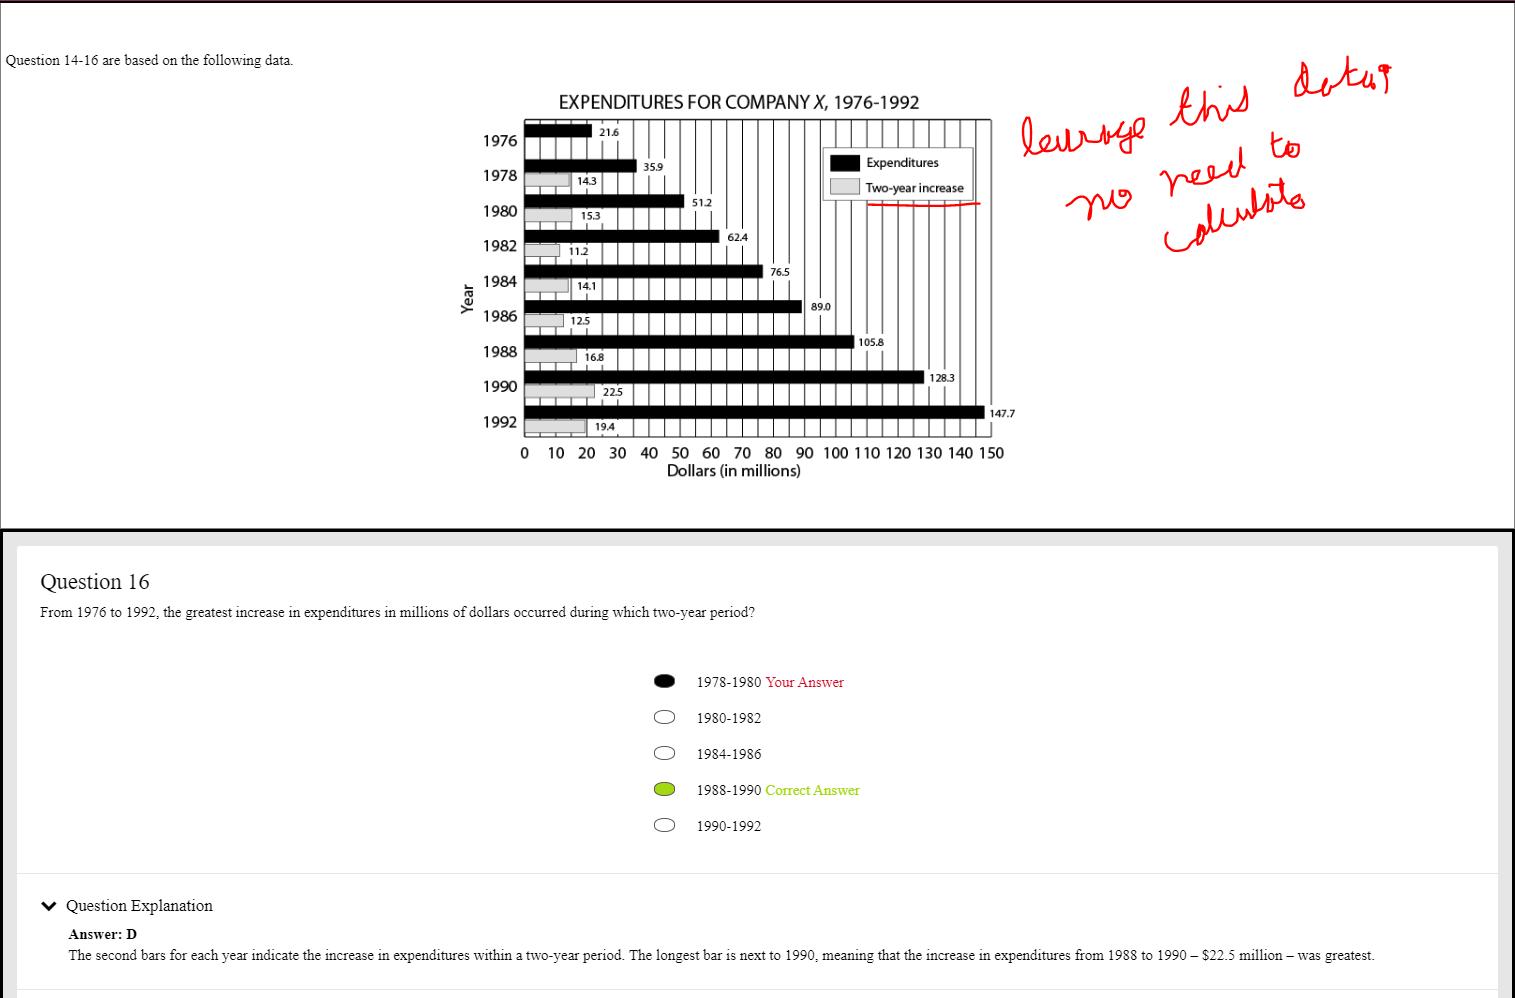 Question 14-16 are based on the following data.
EXPENDITURES FOR COMPANY X, 1976-1992
leverage this data;
no need to
calculate
Expenditures
Two-year increase
Year
1976
21.6
1978
35.9
14.3
1980
51.2
15.3
1982
62.4
11.2
1984
76.5
14.1
1986
89.0
12.5
1988
105.8
16.8
1990
128.3
22.5
1992
147.7
19.4
0 10 20 30 40 50 60 70 80 90 100 110 120 130 140 150
Dollars (in millions)
Question 16
From 1976 to 1992, the greatest increase in expenditures in millions of dollars occurred during which two-year period?
1978-1980 Your Answer
1980-1982
1984-1986
1988-1990 Correct Answer
1990-1992
Question Explanation
Answer: D
The second bars for each year indicate the increase in expenditures within a two-year period. The longest bar is next to 1990, meaning that the increase in expenditures from 1988 to 1990 – $22.5 million – was greatest.